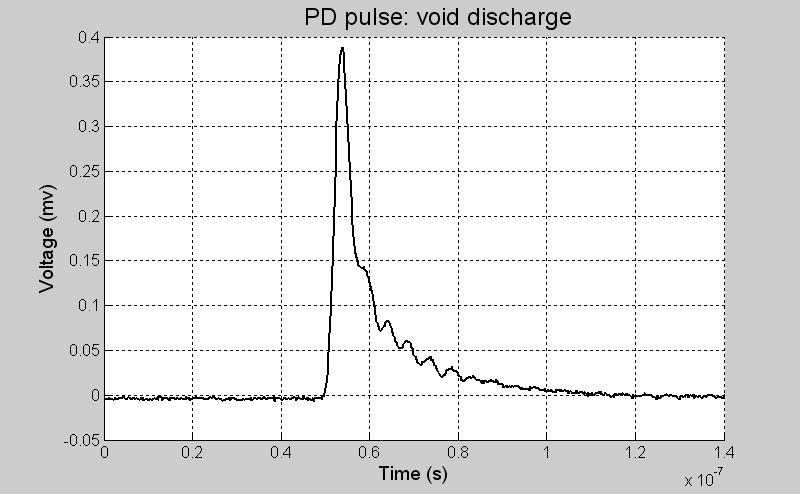 PD pulse: void discharge
0.4
0.35
0.3
0.25
0.2
0.15
0.1
0.05
0
-0.05
Voltage (mv)
0 0.2 0.4 0.6 0.8 1 1.2 1.4
Time (s)
x 10⁻⁷